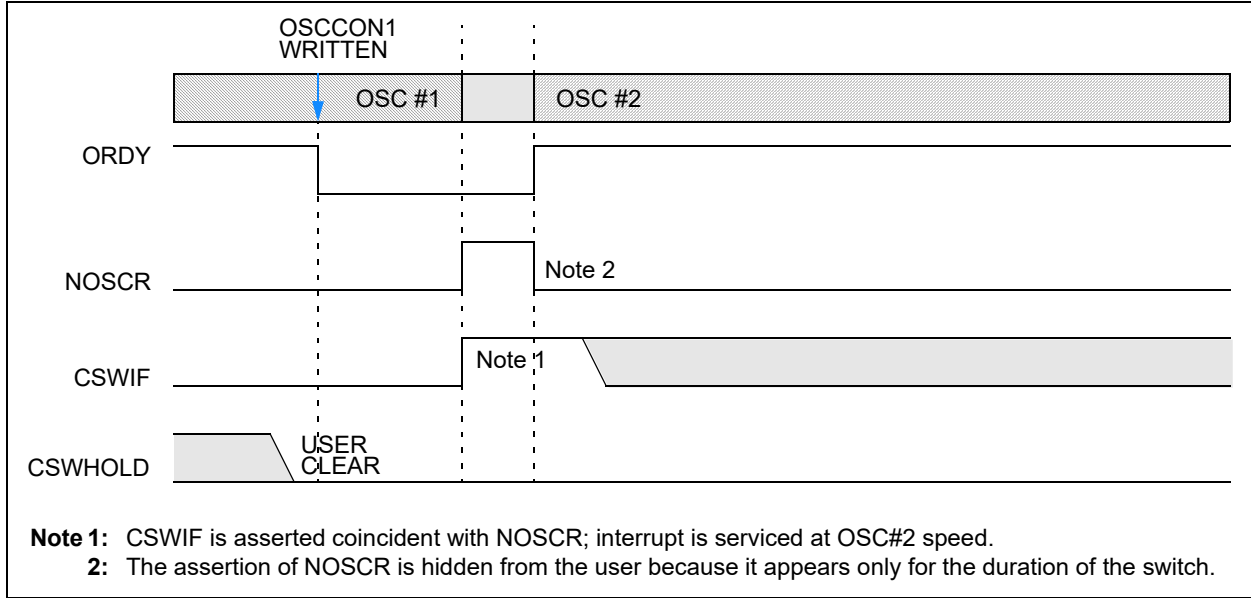 OSCCON1
WRITTEN
OSC #1
OSC #2
ORDY
NOSCR
Note 2
CSWIF
Note 1
CSWHOLD
USER
CLEAR
Note 1: CSWIF is asserted coincident with NOSCR; interrupt is serviced at OSC#2 speed.
2: The assertion of NOSCR is hidden from the user because it appears only for the duration of the switch.